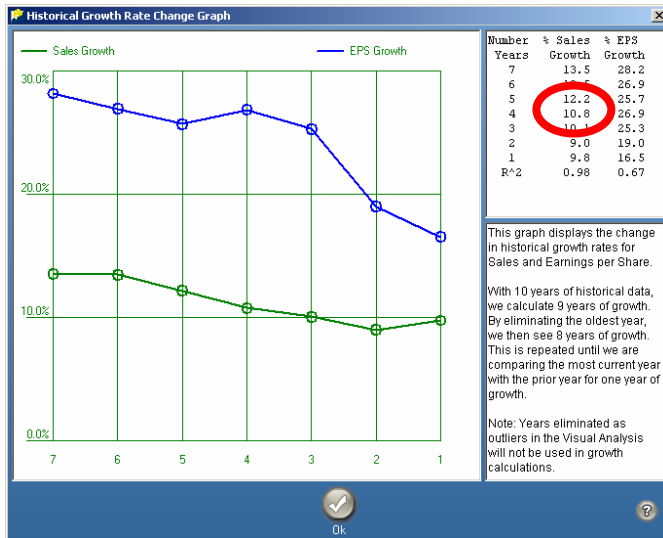 Historical Growth Rate Change Graph
Sales Growth
EPS Growth
30.0%
20.0%
10.0%
0.0%
7 6 5 4 3 2 1
Number % Sales % EPS
Years Growth Growth
7 13.5 28.2
6 26.9
5 12.2 25.7
4 10.8 26.9
3 10.1 25.3
2 9.0 19.0
1 9.8 16.5
R^2 0.98 0.67
This graph displays the change
in historical growth rates for
Sales and Earnings per Share.
With 10 years of historical data,
we calculate 9 years of growth.
By eliminating the oldest year,
we then see 8 years of growth.
This is repeated until we are
comparing the most current year
with the prior year for one year of
growth.
Note: Years eliminated as
outliers in the Visual Analysis
will not be used in growth
calculations.
Ok
?